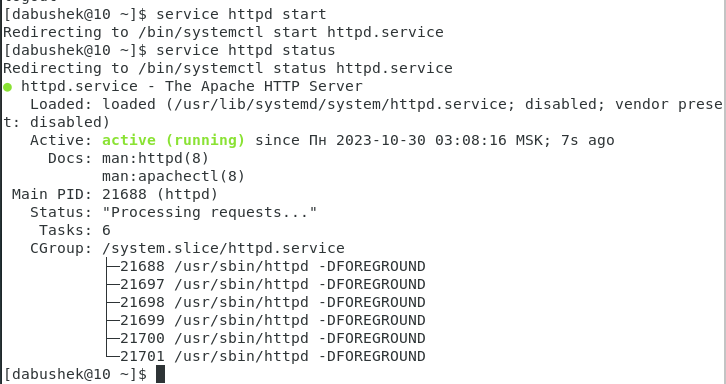 [dabushek@10 ~]$ service httpd start
Redirecting to /bin/systemctl start httpd.service
[dabushek@10 ~]$ service httpd status
Redirecting to /bin/systemctl status httpd.service
● httpd.service - The Apache HTTP Server
   Loaded: loaded (/usr/lib/systemd/system/httpd.service; disabled; vendor prese
t: disabled)
   Active: active (running) since Пн 2023-10-30 03:08:16 MSK; 7s ago
     Docs: man:httpd(8)
           man:apachectl(8)
 Main PID: 21688 (httpd)
   Status: "Processing requests..."
    Tasks: 6
   CGroup: /system.slice/httpd.service
           ├─21688 /usr/sbin/httpd -DFOREGROUND
           ├─21697 /usr/sbin/httpd -DFOREGROUND
           ├─21698 /usr/sbin/httpd -DFOREGROUND
           ├─21699 /usr/sbin/httpd -DFOREGROUND
           ├─21700 /usr/sbin/httpd -DFOREGROUND
           └─21701 /usr/sbin/httpd -DFOREGROUND
[dabushek@10 ~]$